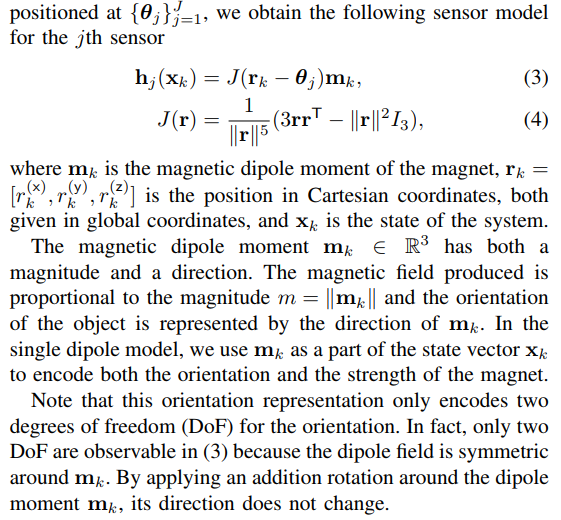 positioned at {θ_j}_{j=1}^J, we obtain the following sensor model
for the jth sensor
h_j(x_k) = J(r_k − θ_j)m_k, (3)
J(r) = 1/‖r‖^5 (3rr^T − ‖r‖^2 I_3), (4)
where m_k is the magnetic dipole moment of the magnet, r_k =
[r_k^(x), r_k^(y), r_k^(z)] is the position in Cartesian coordinates, both
given in global coordinates, and x_k is the state of the system.
The magnetic dipole moment m_k ∈ ℝ^3 has both a
magnitude and a direction. The magnetic field produced is
proportional to the magnitude m = ‖m_k‖ and the orientation
of the object is represented by the direction of m_k. In the
single dipole model, we use m_k as a part of the state vector x_k
to encode both the orientation and the strength of the magnet.
Note that this orientation representation only encodes two
degrees of freedom (DoF) for the orientation. In fact, only two
DoF are observable in (3) because the dipole field is symmetric
around m_k. By applying an addition rotation around the dipole
moment m_k, its direction does not change.